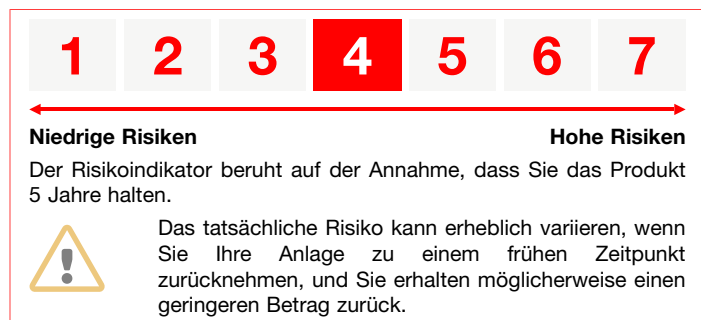 1 2 3 4 5 6 7
Niedrige Risiken Hohe Risiken
Der Risikoindikator beruht auf der Annahme, dass Sie das Produkt
5 Jahre halten.
Das tatsächliche Risiko kann erheblich variieren, wenn
Sie Ihre Anlage zu einem frühen Zeitpunkt
zurücknehmen, und Sie erhalten möglicherweise einen
geringeren Betrag zurück.